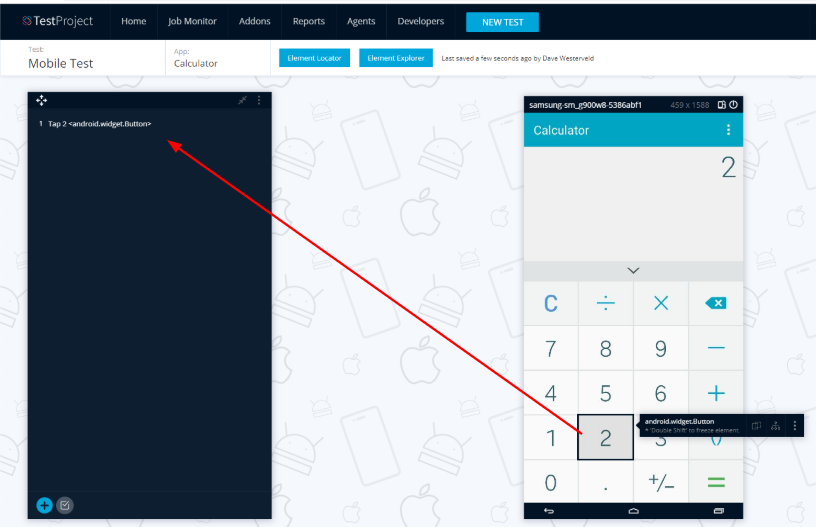 TestProject Home Job Monitor Addons Reports Agents Developers NEW TEST
Test:
Mobile Test
App:
Calculator
Element Locator Element Explorer Last saved a few seconds ago by Dave Westerveld
1 Tap 2 <android.widget.Button>
samsung-sm_g900w8-5386abf1 459 x 1588
Calculator
2
C ÷ ×
7 8 9 −
4 5 6 +
1 2 3 ()
android.widget.Button
* 'Double Shift' to freeze element.
0 . +/− =